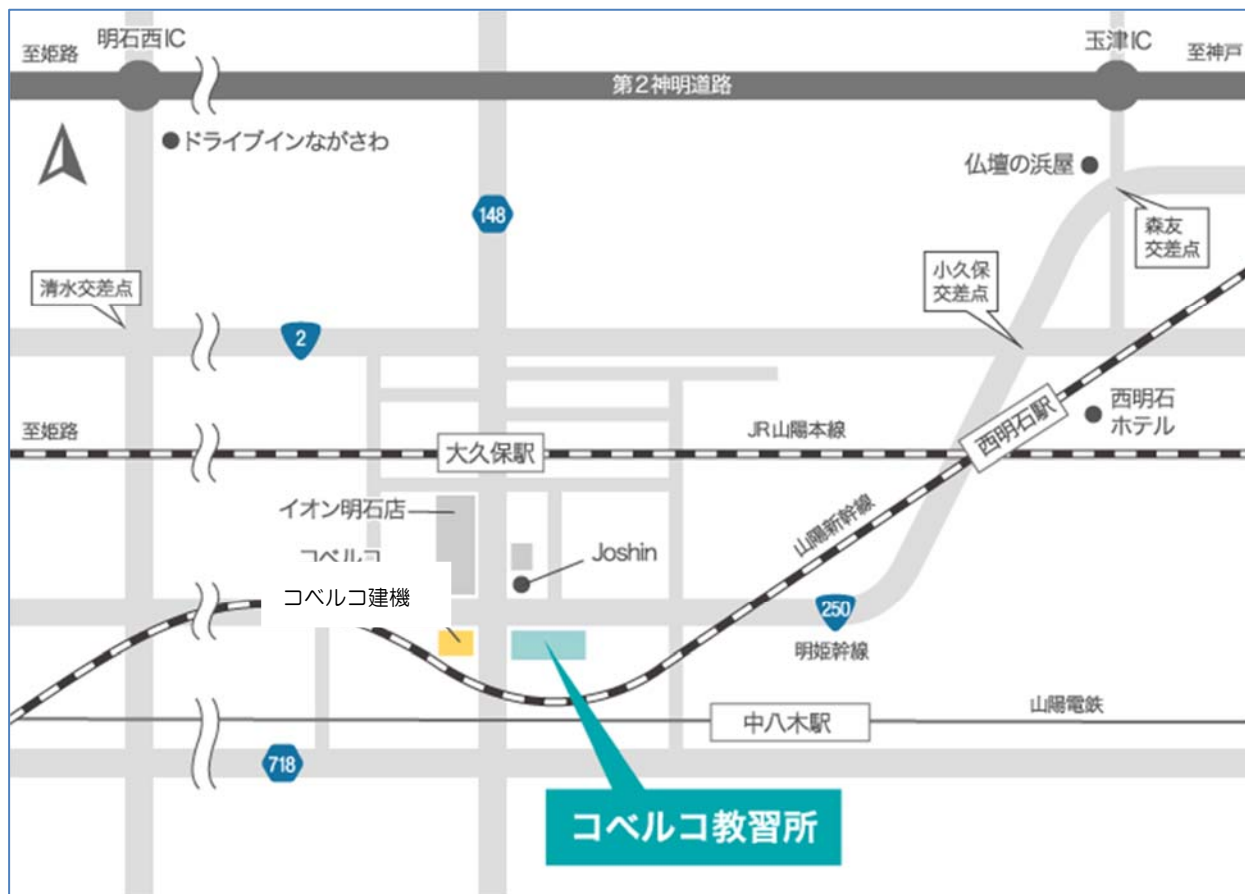 明石西IC
玉津IC
至姫路
至神戸
第2神明道路
ドライブインながさわ
仏壇の浜屋
148
森友
交差点
小久保
交差点
清水交差点
2
西明石
ホテル
至姫路
大久保駅
JR山陽本線
西明石駅
イオン明石店
山陽新幹線
コベルコ
Joshin
コベルコ建機
250
明姫幹線
山陽電鉄
中八木駅
718
コベルコ教習所